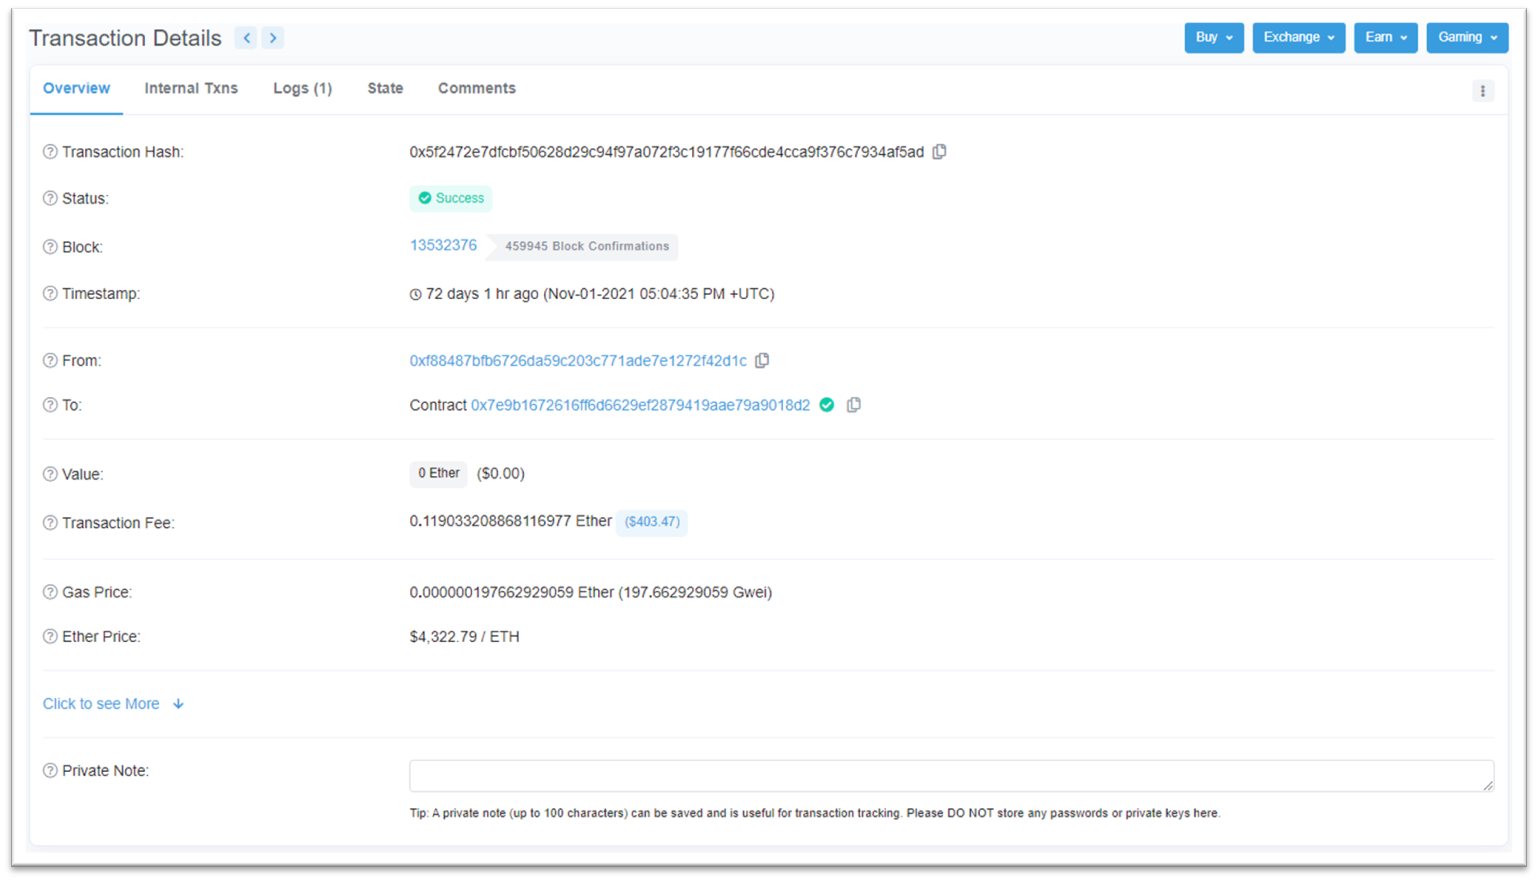 Transaction Details
Buy Exchange Earn Gaming
Overview Internal Txns Logs (1) State Comments
Transaction Hash: 0x5f2472e7dfcbf50628d29c94f97a072f3c19177f66cde4cca9f376c7934af5ad
Status: Success
Block: 13532376 459945 Block Confirmations
Timestamp: 72 days 1 hr ago (Nov-01-2021 05:04:35 PM +UTC)
From: 0xf88487bfb6726da59c203c771ade7e1272f42d1c
To: Contract 0x7e9b1672616ff6d6629ef2879419aae79a9018d2
Value: 0 Ether ($0.00)
Transaction Fee: 0.119033208868116977 Ether ($403.47)
Gas Price: 0.000000197662929059 Ether (197.662929059 Gwei)
Ether Price: $4,322.79 / ETH
Click to see More
Private Note:
Tip: A private note (up to 100 characters) can be saved and is useful for transaction tracking. Please DO NOT store any passwords or private keys here.